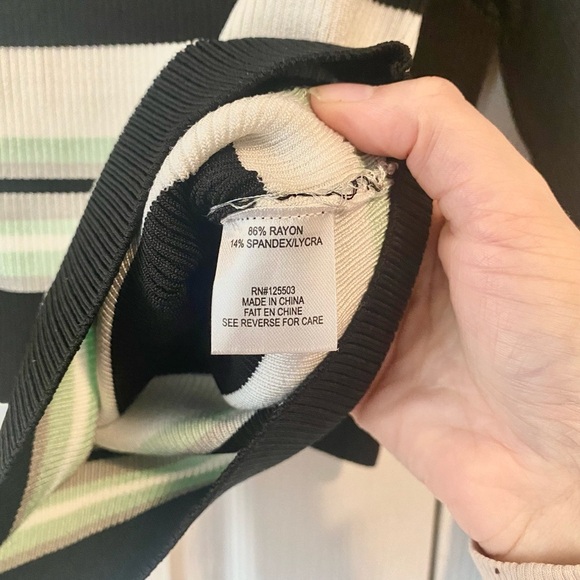 86% RAYON
14% SPANDEX/LYCRA
RN#125503
MADE IN CHINA
FAIT EN CHINE
SEE REVERSE FOR CARE